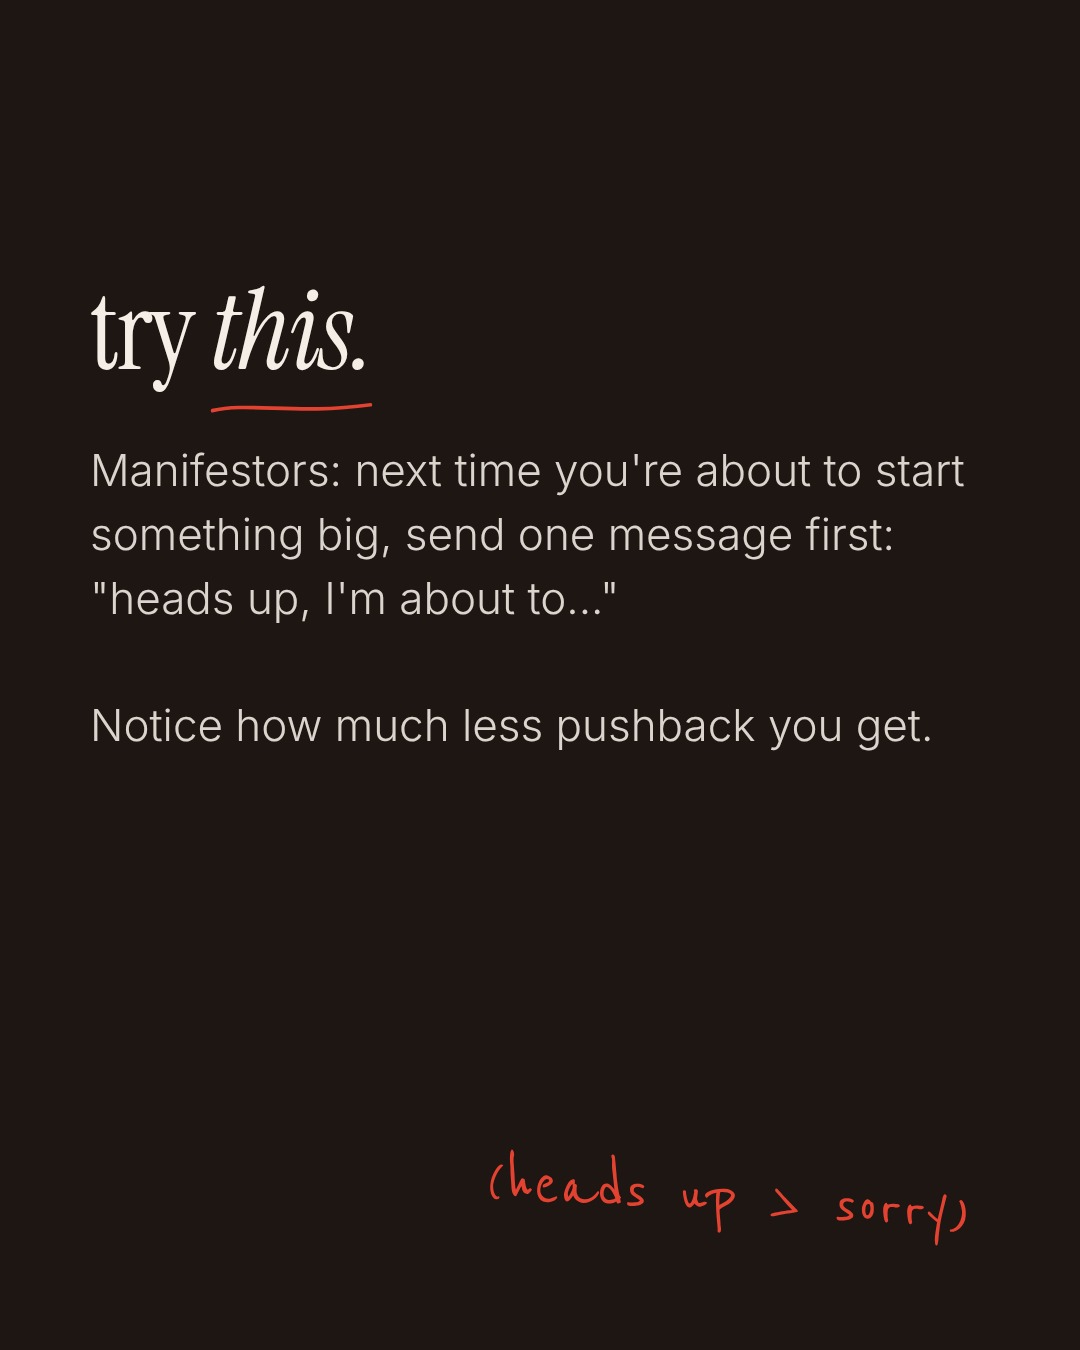 try this.
Manifestors: next time you're about to start
something big, send one message first:
"heads up, I'm about to..."
Notice how much less pushback you get.
(heads up > sorry)